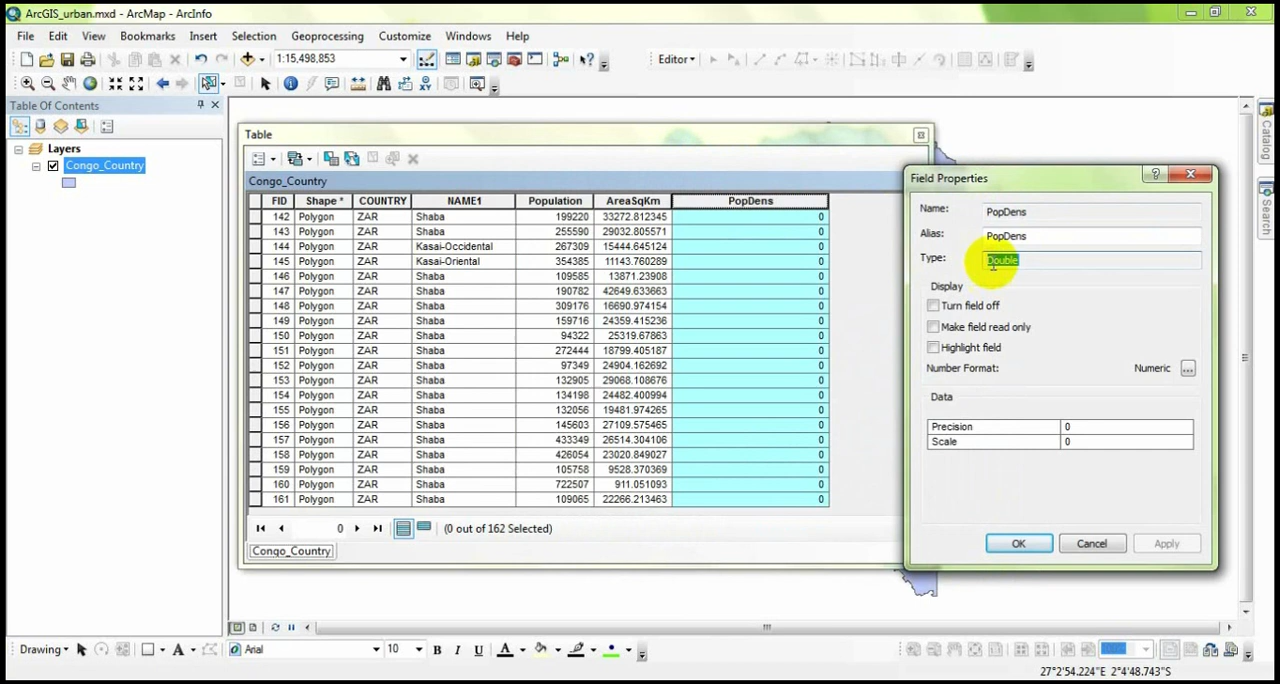 ArcGIS_urban.mxd - ArcMap - ArcInfo
File Edit View Bookmarks Insert Selection Geoprocessing Customize Windows Help
1:15,498,853 Editor
Table Of Contents
Layers
Congo_Country
Table
Congo_Country
FID Shape * COUNTRY NAME1 Population AreaSqKm PopDens
142 Polygon ZAR Shaba 199220 33272.812345 0
143 Polygon ZAR Shaba 255590 29032.805571 0
144 Polygon ZAR Kasai-Occidental 267309 15444.645124 0
145 Polygon ZAR Kasai-Oriental 354385 11143.760289 0
146 Polygon ZAR Shaba 109585 13871.23908 0
147 Polygon ZAR Shaba 190782 42649.633663 0
148 Polygon ZAR Shaba 309176 16690.974154 0
149 Polygon ZAR Shaba 159716 24359.415236 0
150 Polygon ZAR Shaba 94322 25319.67863 0
151 Polygon ZAR Shaba 272444 18799.405187 0
152 Polygon ZAR Shaba 97349 24904.162692 0
153 Polygon ZAR Shaba 132905 29068.108676 0
154 Polygon ZAR Shaba 134198 24482.400994 0
155 Polygon ZAR Shaba 132056 19481.974265 0
156 Polygon ZAR Shaba 145603 27109.575465 0
157 Polygon ZAR Shaba 433349 26514.304106 0
158 Polygon ZAR Shaba 426054 23020.849027 0
159 Polygon ZAR Shaba 105758 9528.370369 0
160 Polygon ZAR Shaba 722507 911.051093 0
161 Polygon ZAR Shaba 109065 22266.213463 0
0 (0 out of 162 Selected)
Congo_Country
Field Properties
Name: PopDens
Alias: PopDens
Type: Double
Display
Turn field off
Make field read only
Highlight field
Number Format: Numeric ...
Data
Precision 0
Scale 0
OK Cancel Apply
Catalog
Search
Drawing A Arial 10 B I U A
27°2'54.224"E 2°4'48.743"S